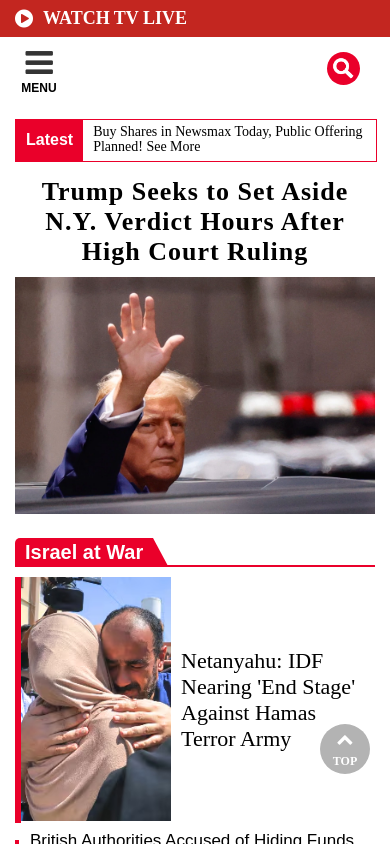 WATCH TV LIVE
MENU
Latest
Buy Shares in Newsmax Today, Public Offering
Planned! See More
Trump Seeks to Set Aside
N.Y. Verdict Hours After
High Court Ruling
Israel at War
Netanyahu: IDF
Nearing 'End Stage'
Against Hamas
Terror Army
TOP
British Authorities Accused of Hiding Funds